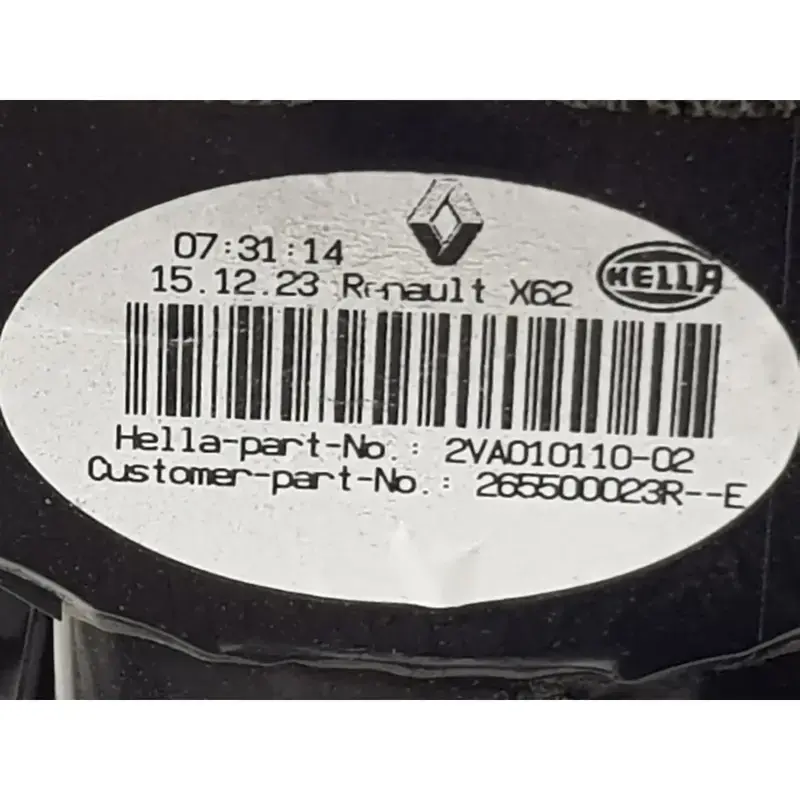 07:31:14
15.12.23 Renault X62
HELLA
Hella-part-No.: 2VA010110-02
Customer-part-No.: 265500023R--E